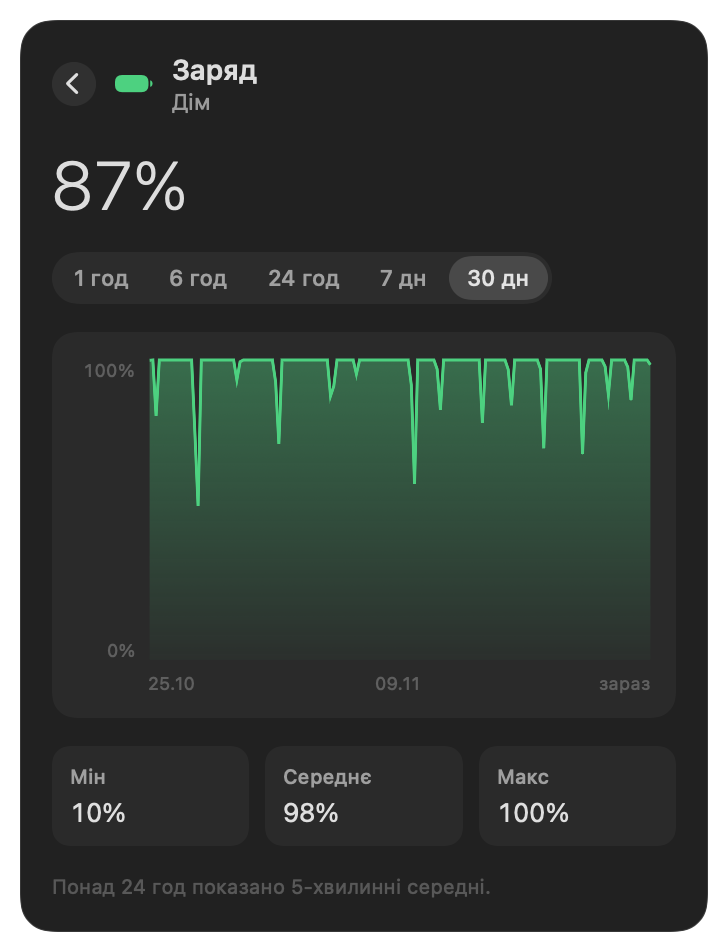 Заряд
Дім
87%
1 год 6 год 24 год 7 дн 30 дн
100%
0%
25.10 09.11 зараз
Мін Середнє Макс
10% 98% 100%
Понад 24 год показано 5-хвилинні середні.